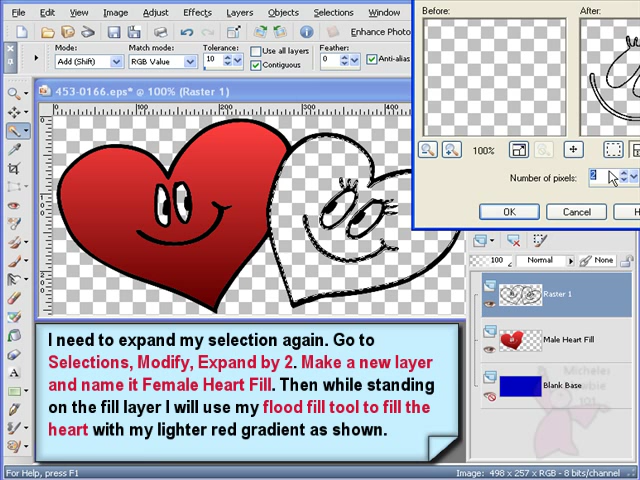 File Edit View Image Adjust Effects Layers Objects Selections Window
Enhance Photo
Mode: Match mode: Tolerance: Use all layers Feather:
Add (Shift) RGB Value 10 Contiguous 0 Anti-alias
453-0166.eps* @ 100% (Raster 1)
Before: After:
100%
Number of pixels: 2
OK Cancel
100 Normal None
Raster 1
Male Heart Fill
Blank Base
I need to expand my selection again. Go to
Selections, Modify, Expand by 2. Make a new layer
and name it Female Heart Fill. Then while standing
on the fill layer I will use my flood fill tool to fill the
heart with my lighter red gradient as shown.
For Help, press F1
Image: 498 x 257 x RGB - 8 bits/channel